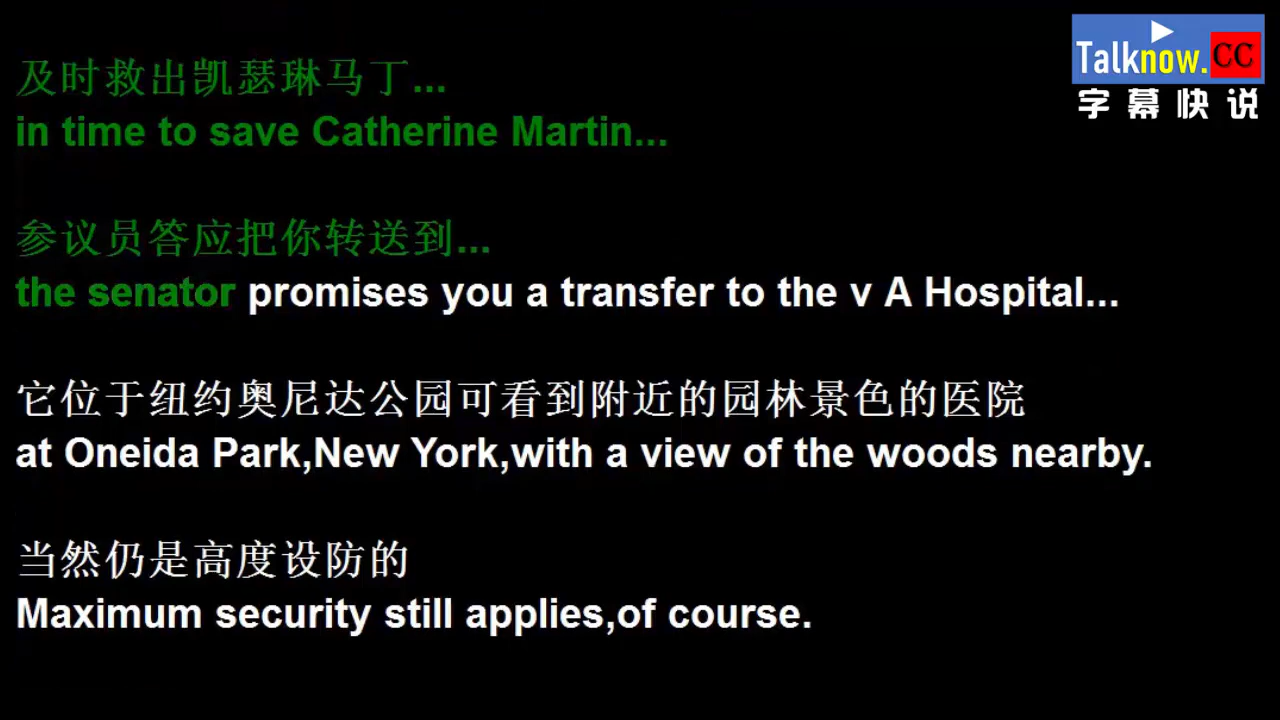 Talknow.CC
字幕快说
及时救出凯瑟琳马丁...
in time to save Catherine Martin...
参议员答应把你转送到...
the senator promises you a transfer to the v A Hospital...
它位于纽约奥尼达公园可看到附近的园林景色的医院
at Oneida Park,New York,with a view of the woods nearby.
当然仍是高度设防的
Maximum security still applies,of course.